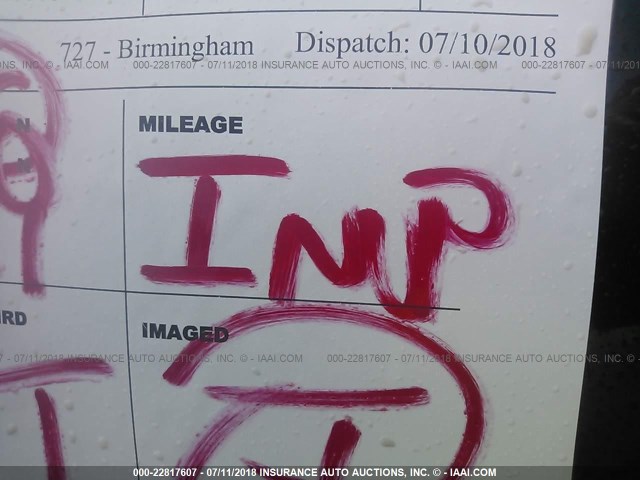 727 - Birmingham Dispatch: 07/10/2018
000-22817607 - 07/11/2018 INSURANCE AUTO AUCTIONS, INC. © - IAAI.COM
MILEAGE
INP
RD
IMAGED
000-22817607 - 07/11/2018 INSURANCE AUTO AUCTIONS, INC. © - IAAI.COM
I
000-22817607 - 07/11/2018 INSURANCE AUTO AUCTIONS, INC. © - IAAI.COM